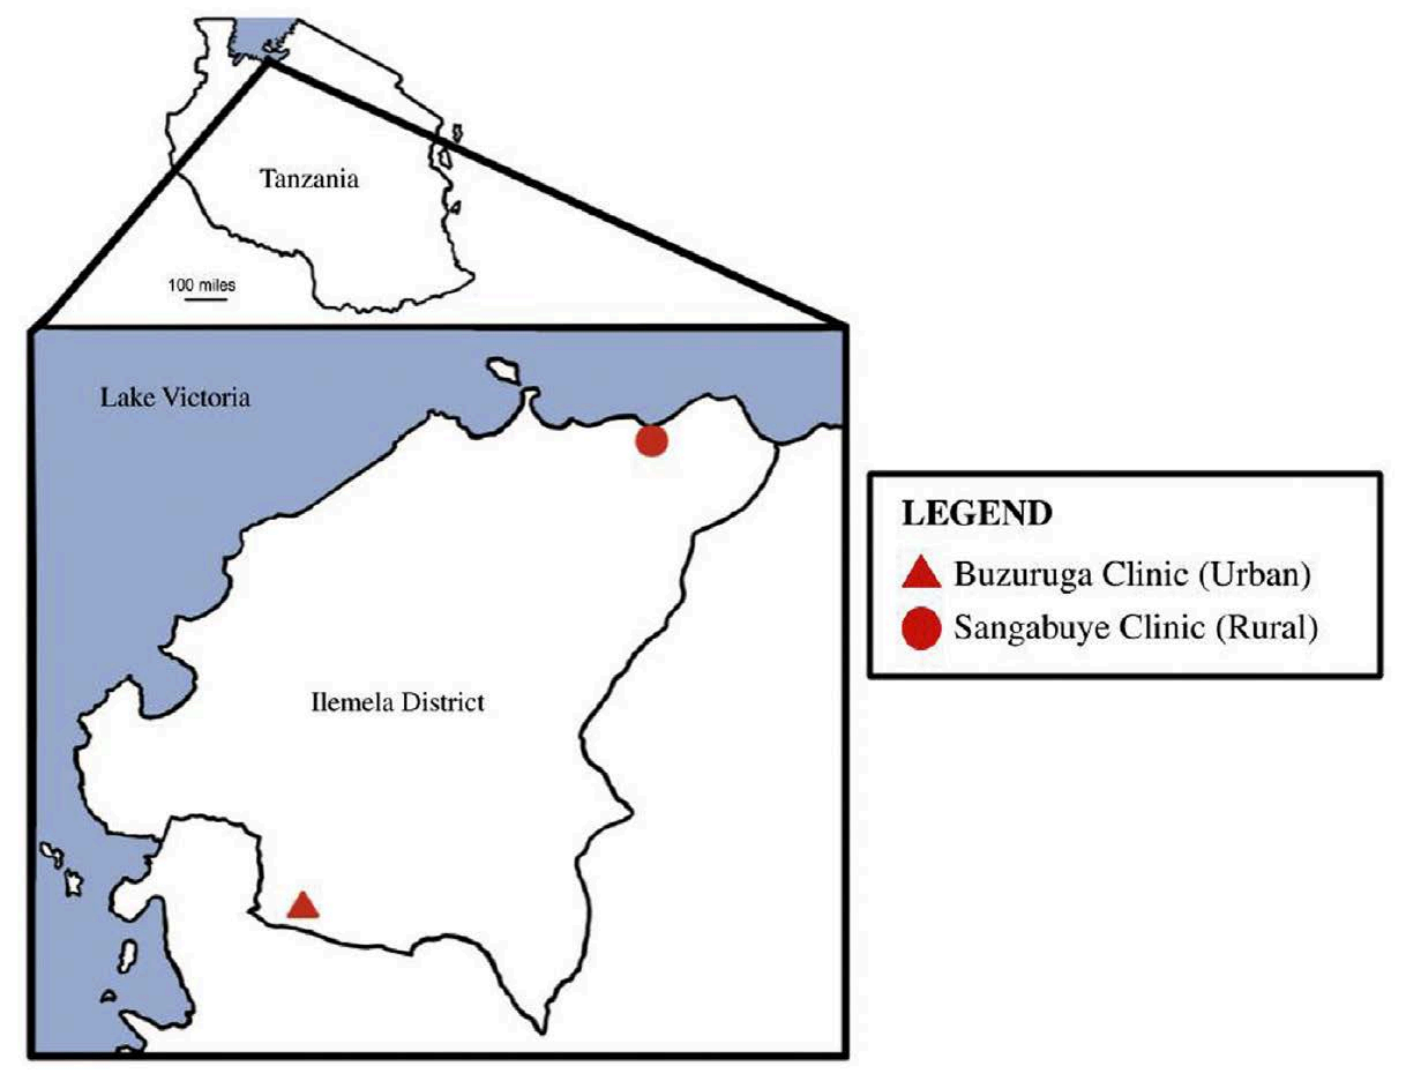 Tanzania
100 miles
Lake Victoria
Ilemela District
LEGEND
Buzuruga Clinic (Urban)
Sangabuye Clinic (Rural)